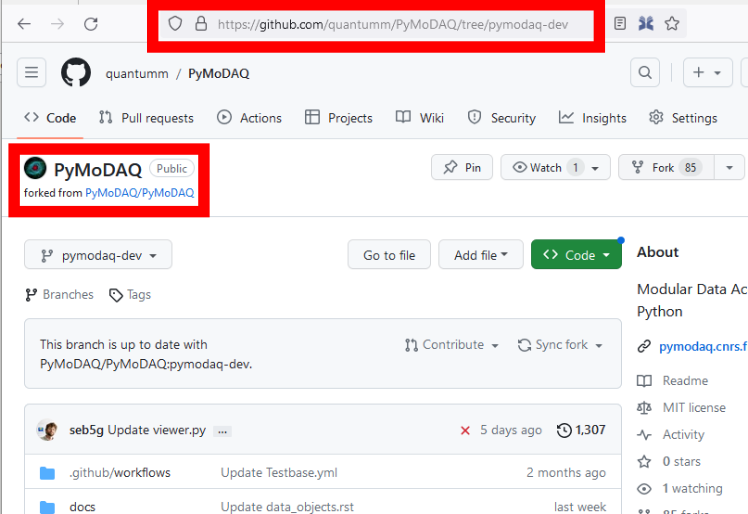 https://github.com/quantumm/PyMoDAQ/tree/pymodaq-dev
quantumm / PyMoDAQ
Code Pull requests Actions Projects Wiki Security Insights Settings
PyMoDAQ Public Pin Watch 1 Fork 85
forked from PyMoDAQ/PyMoDAQ
pymodaq-dev Go to file Add file Code About
Branches Tags
Modular Data Ac
Python
This branch is up to date with
PyMoDAQ/PyMoDAQ:pymodaq-dev.
Contribute Sync fork
pymodaq.cnrs.f
Readme
MIT license
Activity
0 stars
1 watching
85 forks
seb5g Update viewer.py ... 5 days ago 1,307
.github/workflows Update Testbase.yml 2 months ago
docs Update data_objects.rst last week